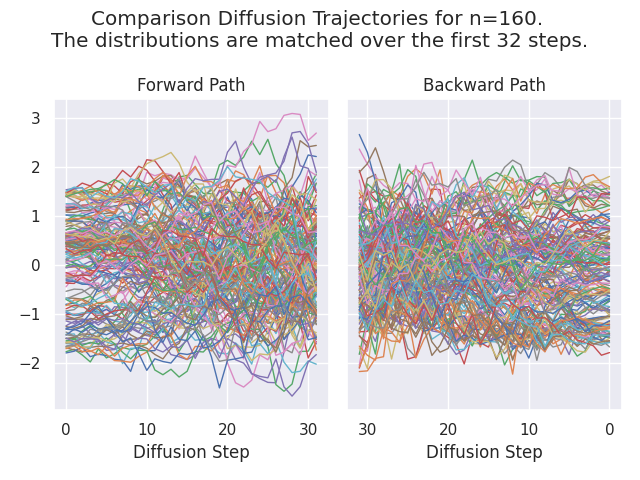 Comparison Diffusion Trajectories for n=160.
The distributions are matched over the first 32 steps.
Forward Path
Backward Path
3
2
1
0
−1
−2
0 10 20 30
30 20 10 0
Diffusion Step
Diffusion Step